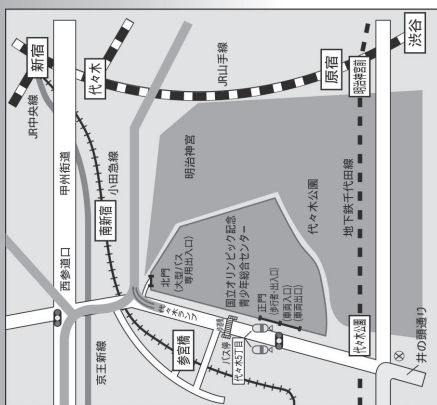 新宿
代々木
原宿
渋谷
JR山手線
JR中央線
甲州街道
小田急線
南新宿
明治神宮
明治神宮前
西参道口
京王新線
北門
(大型バス
専用出入口)
代々木ランプ
国立オリンピック記念
青少年総合センター
代々木公園
地下鉄千代田線
参宮橋
バス停
歩道橋
代々木5丁目
正門
(歩行者・出入口)
(車両入口)
(車両出口)
代々木公園
井の頭通り